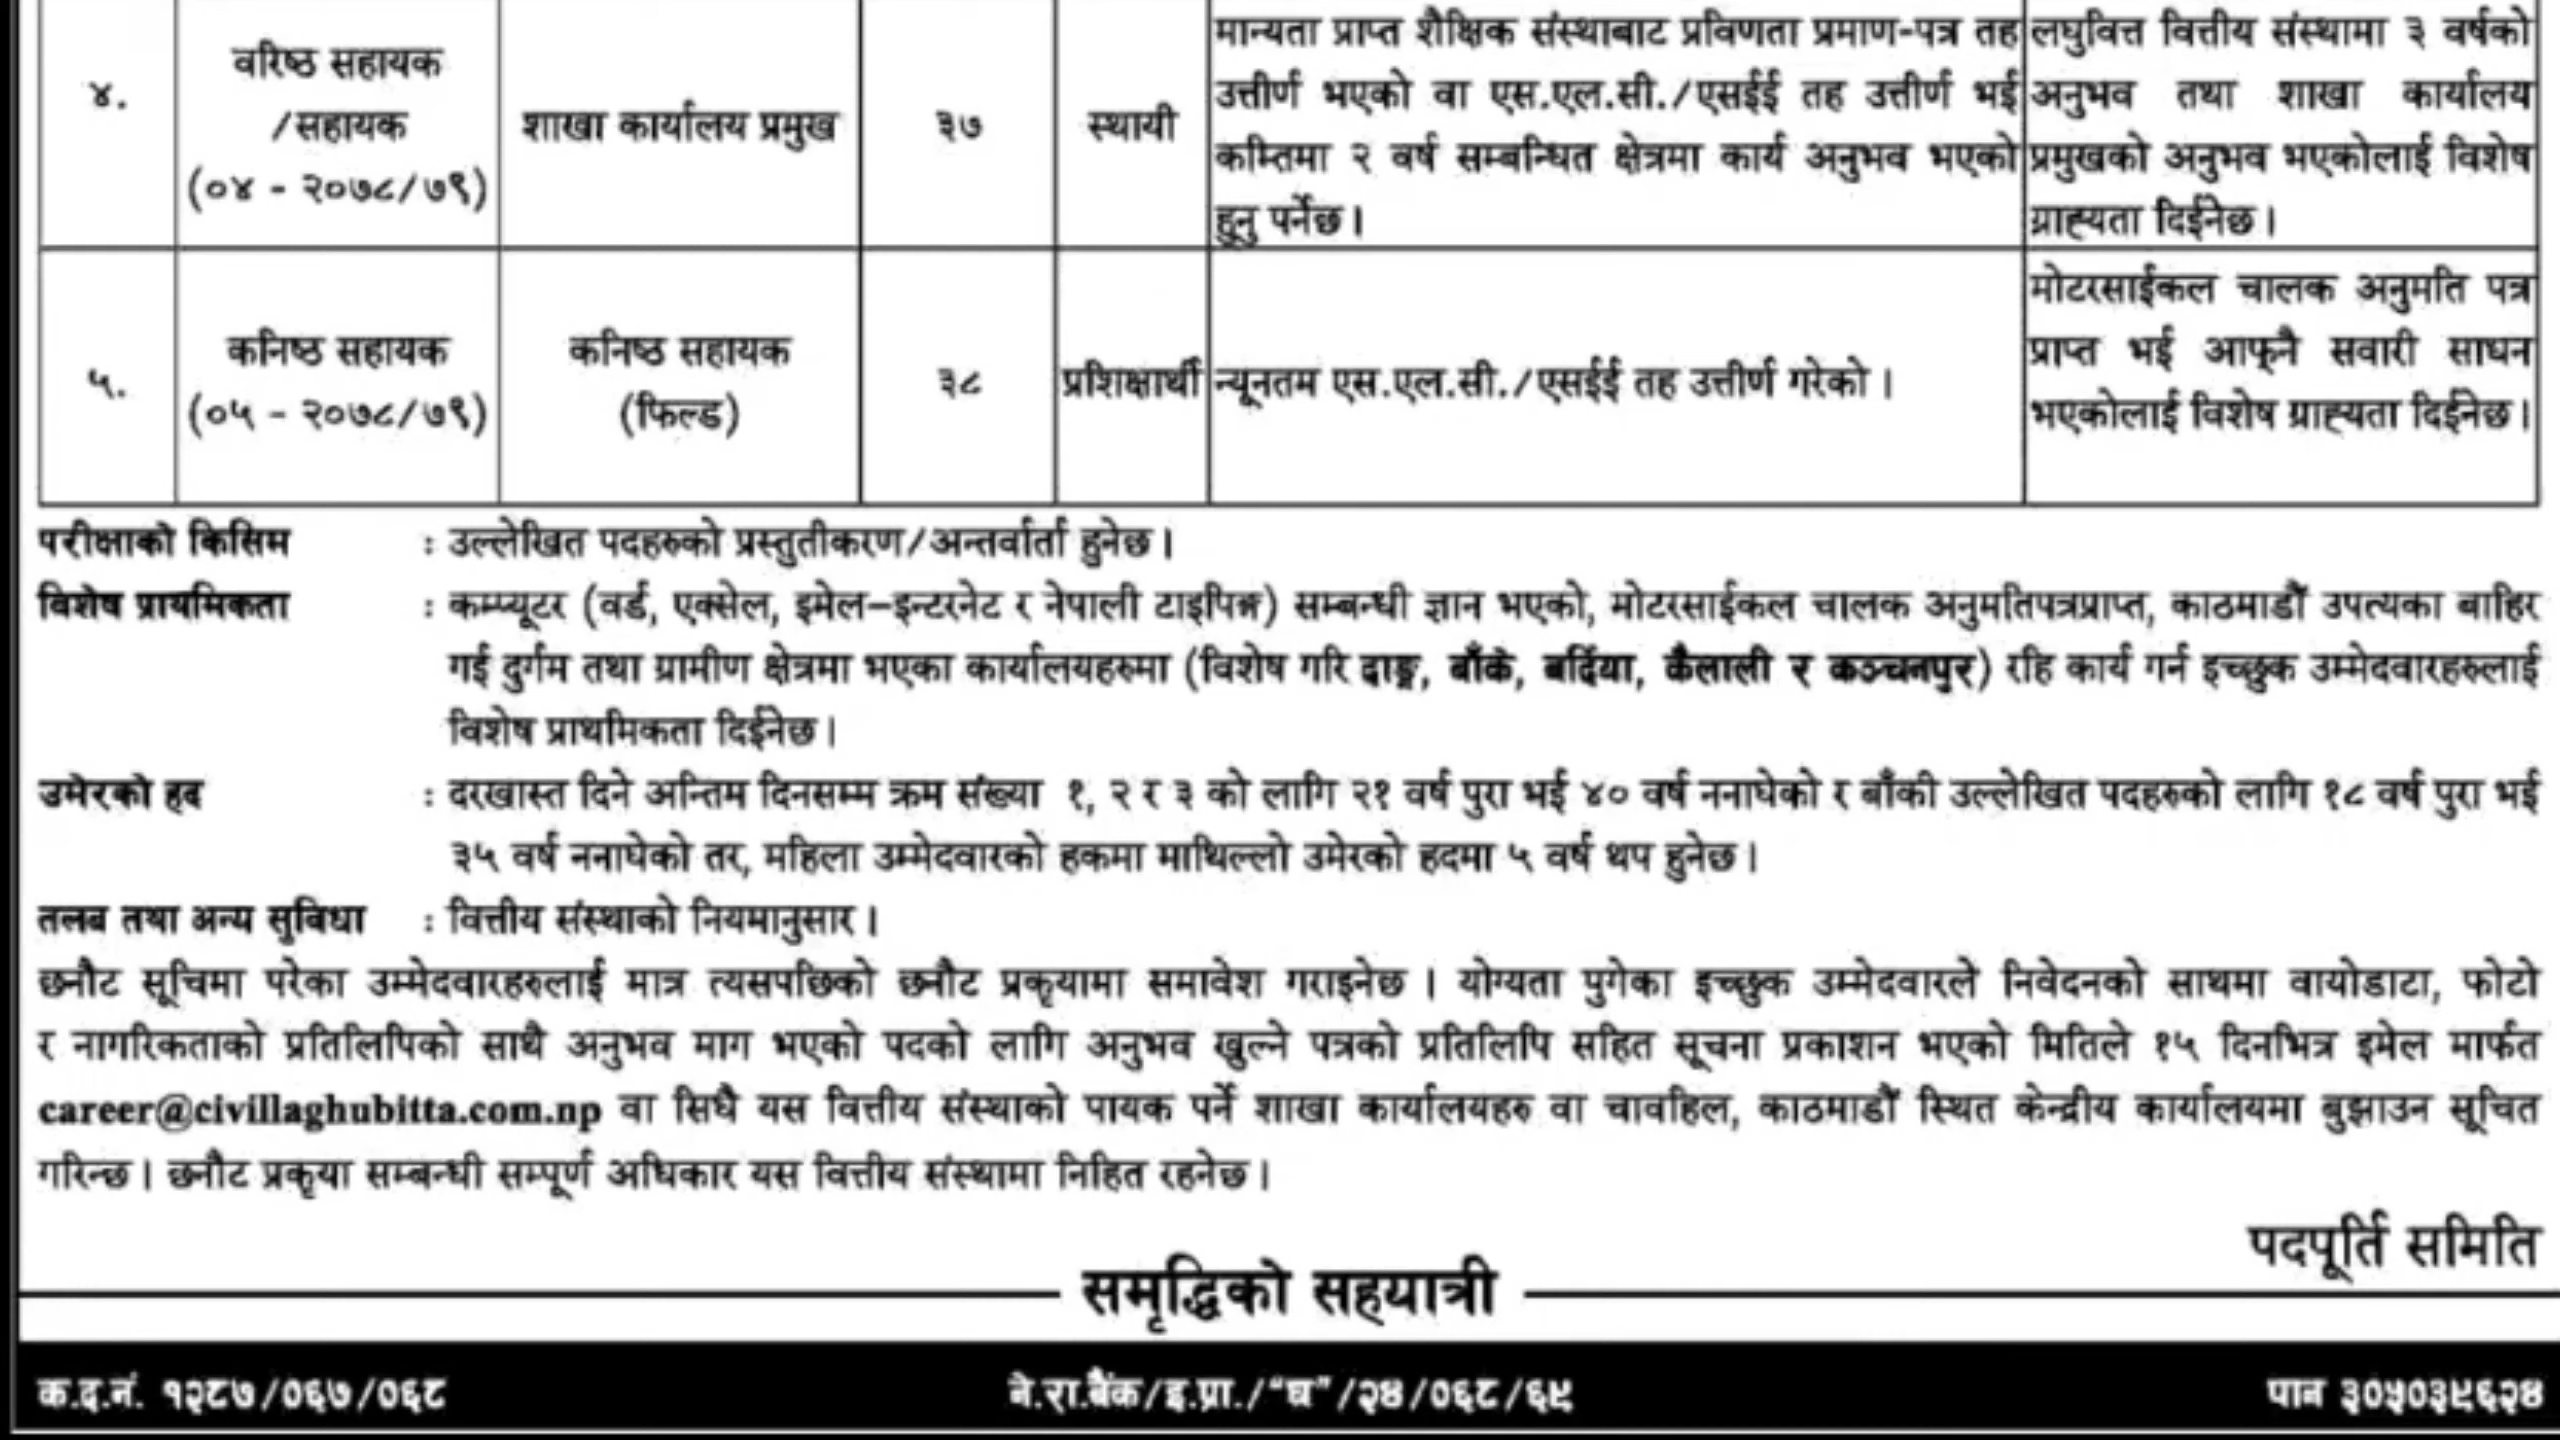 ४.
वरिष्ठ सहायक
/सहायक
(०४ - २०७८/७९)
शाखा कार्यालय प्रमुख
३७
स्थायी
मान्यता प्राप्त शैक्षिक संस्थाबाट प्रविणता प्रमाण-पत्र तह
उत्तीर्ण भएको वा एस.एल.सी./एसईई तह उत्तीर्ण भई
कम्तिमा २ वर्ष सम्बन्धित क्षेत्रमा कार्य अनुभव भएको
हुनु पर्नेछ।
लघुवित्त वित्तीय संस्थामा ३ वर्षको
अनुभव तथा शाखा कार्यालय
प्रमुखको अनुभव भएकोलाई विशेष
ग्राह्यता दिईनेछ।
५.
कनिष्ठ सहायक
(०५ - २०७८/७९)
कनिष्ठ सहायक
(फिल्ड)
३८
प्रशिक्षार्थी
न्यूनतम एस.एल.सी./एसईई तह उत्तीर्ण गरेको।
मोटरसाईकल चालक अनुमति पत्र
प्राप्त भई आफ्नै सवारी साधन
भएकोलाई विशेष ग्राह्यता दिईनेछ।
परीक्षाको किसिम : उल्लेखित पदहरुको प्रस्तुतीकरण/अन्तर्वार्ता हुनेछ।
विशेष प्राथमिकता : कम्प्यूटर (वर्ड, एक्सेल, इमेल–इन्टरनेट र नेपाली टाइपिङ्ग) सम्बन्धी ज्ञान भएको, मोटरसाईकल चालक अनुमतिपत्रप्राप्त, काठमाडौं उपत्यका बाहिर
गई दुर्गम तथा ग्रामीण क्षेत्रमा भएका कार्यालयहरुमा (विशेष गरि दाङ्ग, बाँके, बर्दिया, कैलाली र कञ्चनपुर) रहि कार्य गर्न इच्छुक उम्मेदवारहरुलाई
विशेष प्राथमिकता दिईनेछ।
उमेरको हद : दरखास्त दिने अन्तिम दिनसम्म क्रम संख्या १, २ र ३ को लागि २१ वर्ष पुरा भई ४० वर्ष ननाघेको र बाँकी उल्लेखित पदहरुको लागि १८ वर्ष पुरा भई
३५ वर्ष ननाघेको तर, महिला उम्मेदवारको हकमा माथिल्लो उमेरको हदमा ५ वर्ष थप हुनेछ।
तलब तथा अन्य सुविधा : वित्तीय संस्थाको नियमानुसार।
छनौट सूचिमा परेका उम्मेदवारहरुलाई मात्र त्यसपछिको छनौट प्रकृयामा समावेश गराइनेछ। योग्यता पुगेका इच्छुक उम्मेदवारले निवेदनको साथमा वायोडाटा, फोटो
र नागरिकताको प्रतिलिपिको साथै अनुभव माग भएको पदको लागि अनुभव खुल्ने पत्रको प्रतिलिपि सहित सूचना प्रकाशन भएको मितिले १५ दिनभित्र इमेल मार्फत
career@civillaghubitta.com.np वा सिधै यस वित्तीय संस्थाको पायक पर्ने शाखा कार्यालयहरु वा चावहिल, काठमाडौं स्थित केन्द्रीय कार्यालयमा बुझाउन सूचित
गरिन्छ। छनौट प्रकृया सम्बन्धी सम्पूर्ण अधिकार यस वित्तीय संस्थामा निहित रहनेछ।
पदपूर्ति समिति
समृद्धिको सहयात्री
क.द.नं. १२८७/०६७/०६८
ने.रा.बैंक/इ.प्रा./“घ”/२४/०६८/६९
पान ३०५०३९६२४